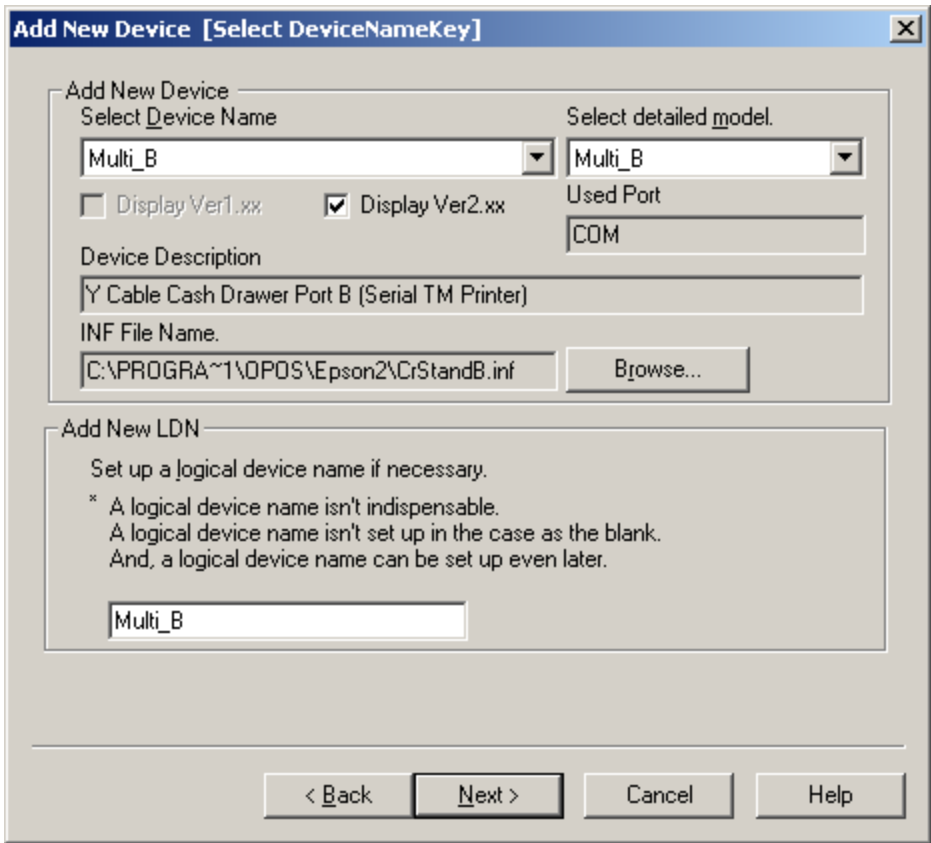 Add New Device [Select DeviceNameKey]
Add New Device
Select Device Name
Select detailed model.
Multi_B
Multi_B
Display Ver1.xx
Display Ver2.xx
Used Port
COM
Device Description
Y Cable Cash Drawer Port B (Serial TM Printer)
INF File Name.
C:\PROGRA~1\OPOS\Epson2\CrStandB.inf
Browse...
Add New LDN
Set up a logical device name if necessary.
* A logical device name isn't indispensable.
A logical device name isn't set up in the case as the blank.
And, a logical device name can be set up even later.
Multi_B
< Back
Next >
Cancel
Help